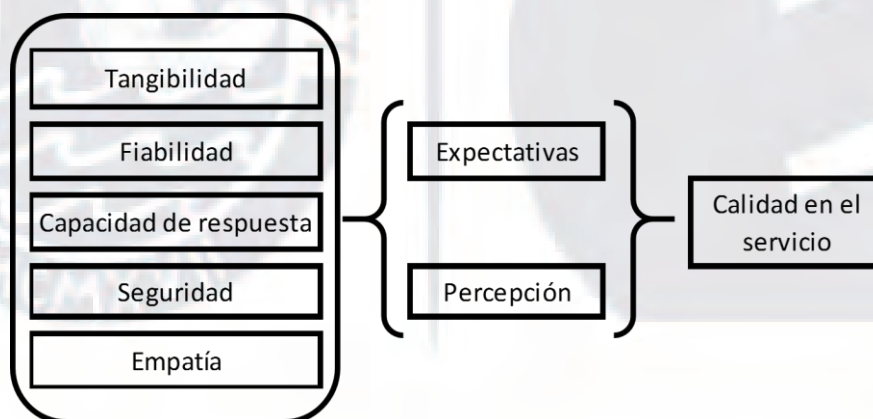 Tangibilidad
Fiabilidad
Capacidad de respuesta
Seguridad
Empatía
Expectativas
Percepción
Calidad en el
servicio